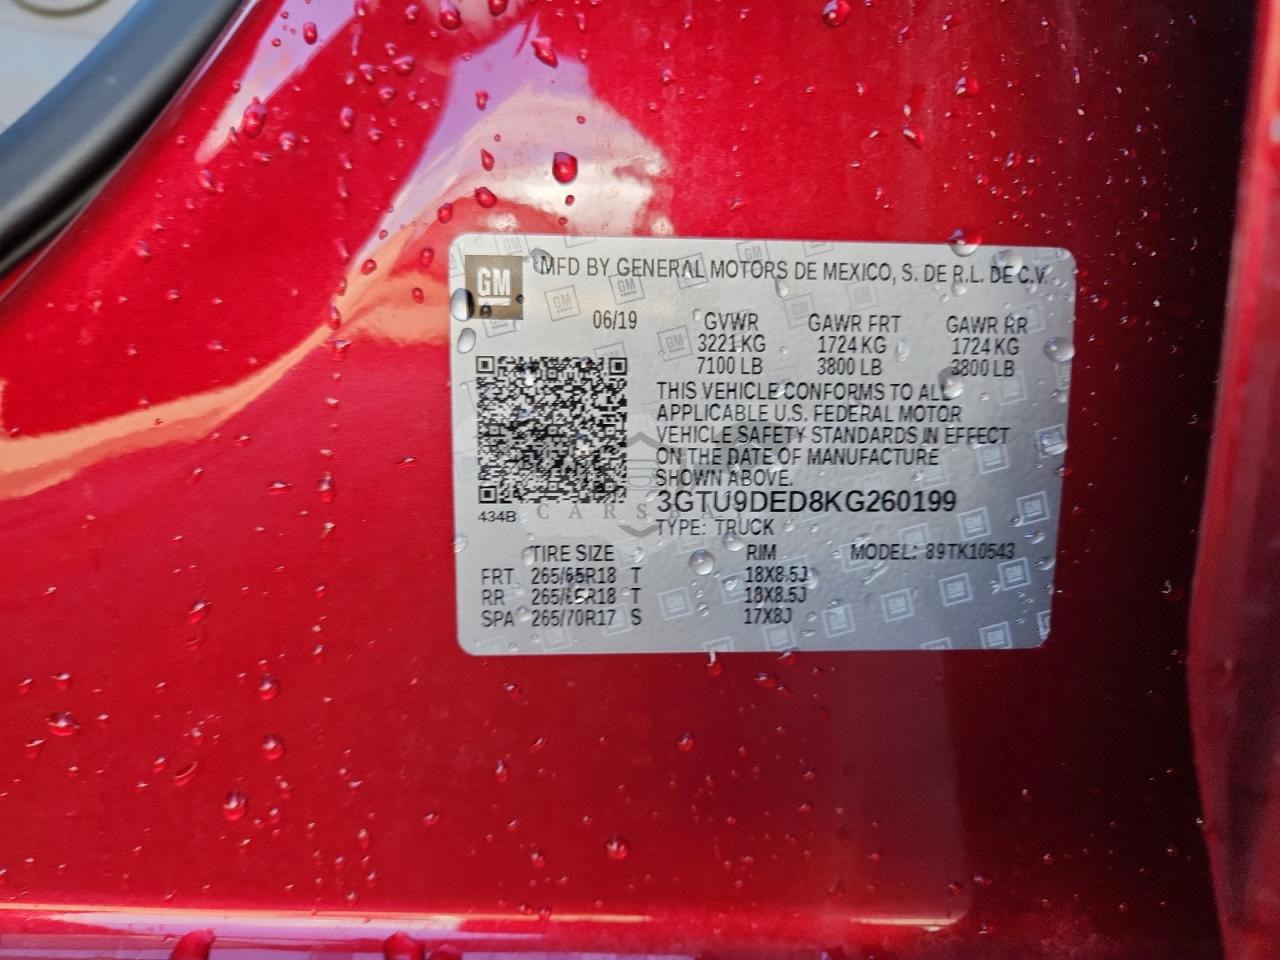 GM
MFD BY GENERAL MOTORS DE MEXICO, S. DE R.L. DE C.V.
06/19 GVWR GAWR FRT GAWR RR
3221 KG 1724 KG 1724 KG
7100 LB 3800 LB 3800 LB
THIS VEHICLE CONFORMS TO ALL
APPLICABLE U.S. FEDERAL MOTOR
VEHICLE SAFETY STANDARDS IN EFFECT
ON THE DATE OF MANUFACTURE
SHOWN ABOVE.
3GTU9DED8KG260199
434B
TYPE: TRUCK
TIRE SIZE RIM MODEL: 89TK10543
FRT 265/65R18 T 18X8.5J
RR 265/65R18 T 18X8.5J
SPA 265/70R17 S 17X8J